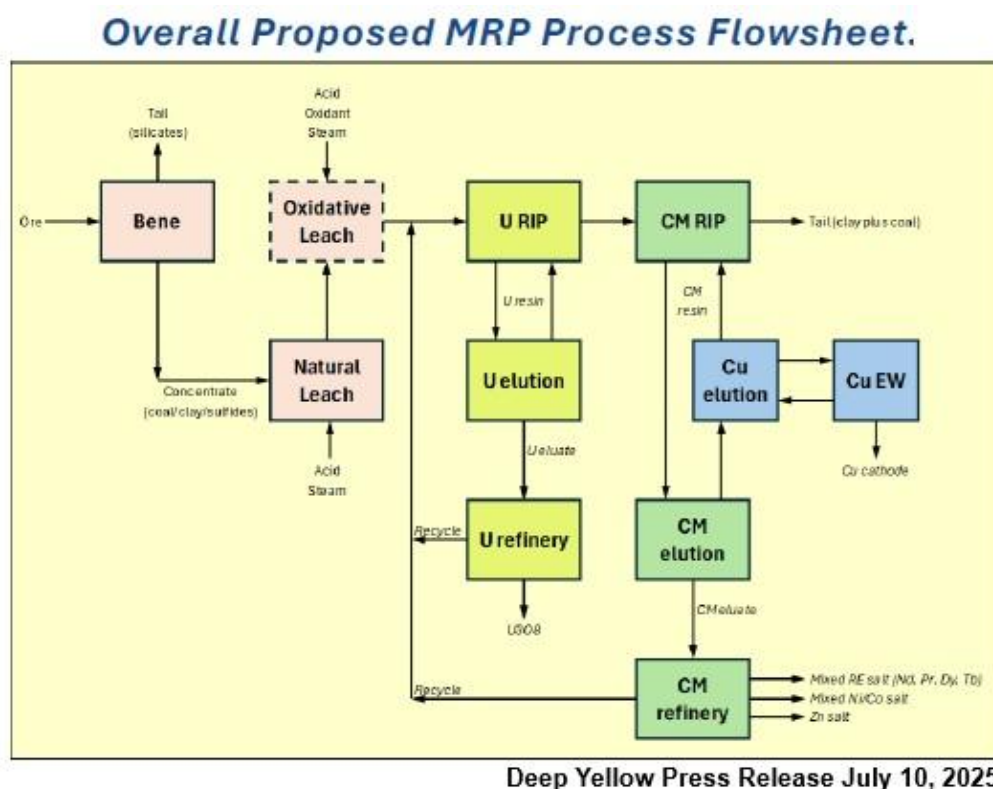 Overall Proposed MRP Process Flowsheet.
Acid
Oxidant
Steam
Tail
(silicates)
Ore
Bene
Oxidative
Leach
U RIP
CM RIP
Tail (clay plus coal)
U resin
CM
resin
Concentrate
(coal/clay/sulfides)
Natural
Leach
U elution
Cu
elution
Cu EW
Acid
Steam
U eluate
Cu cathode
Recycle
U refinery
CM
elution
U3O8
CM eluate
Recycle
CM
refinery
Mixed RE salt (Nd, Pr, Dy, Tb)
Mixed Ni/Co salt
Zn salt
Deep Yellow Press Release July 10, 2025